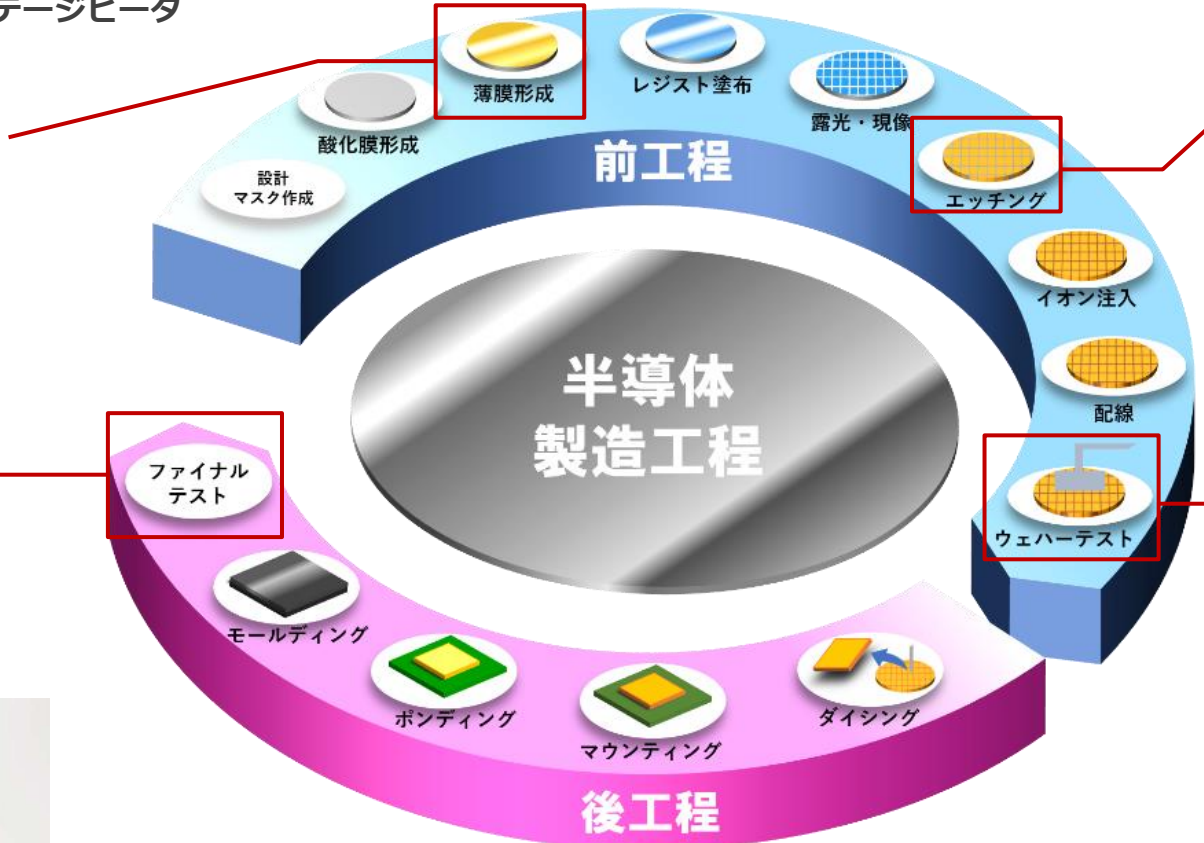 テージヒータ
薄膜形成
レジスト塗布
酸化膜形成
露光・現像
設計
マスク作成
前工程
エッチング
イオン注入
配線
ウェハーテスト
半導体
製造工程
ファイナル
テスト
モールディング
ポンディング
マウンティング
ダイシング
後工程